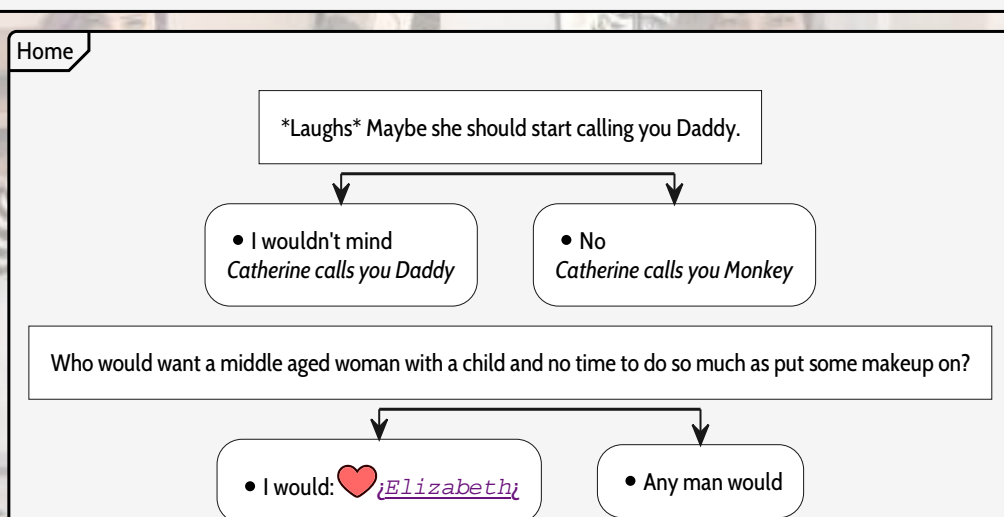 Home
*Laughs* Maybe she should start calling you Daddy.
• I wouldn't mind
Catherine calls you Daddy
• No
Catherine calls you Monkey
Who would want a middle aged woman with a child and no time to do so much as put some makeup on?
• I would: ❤¿Elizabeth¿
• Any man would